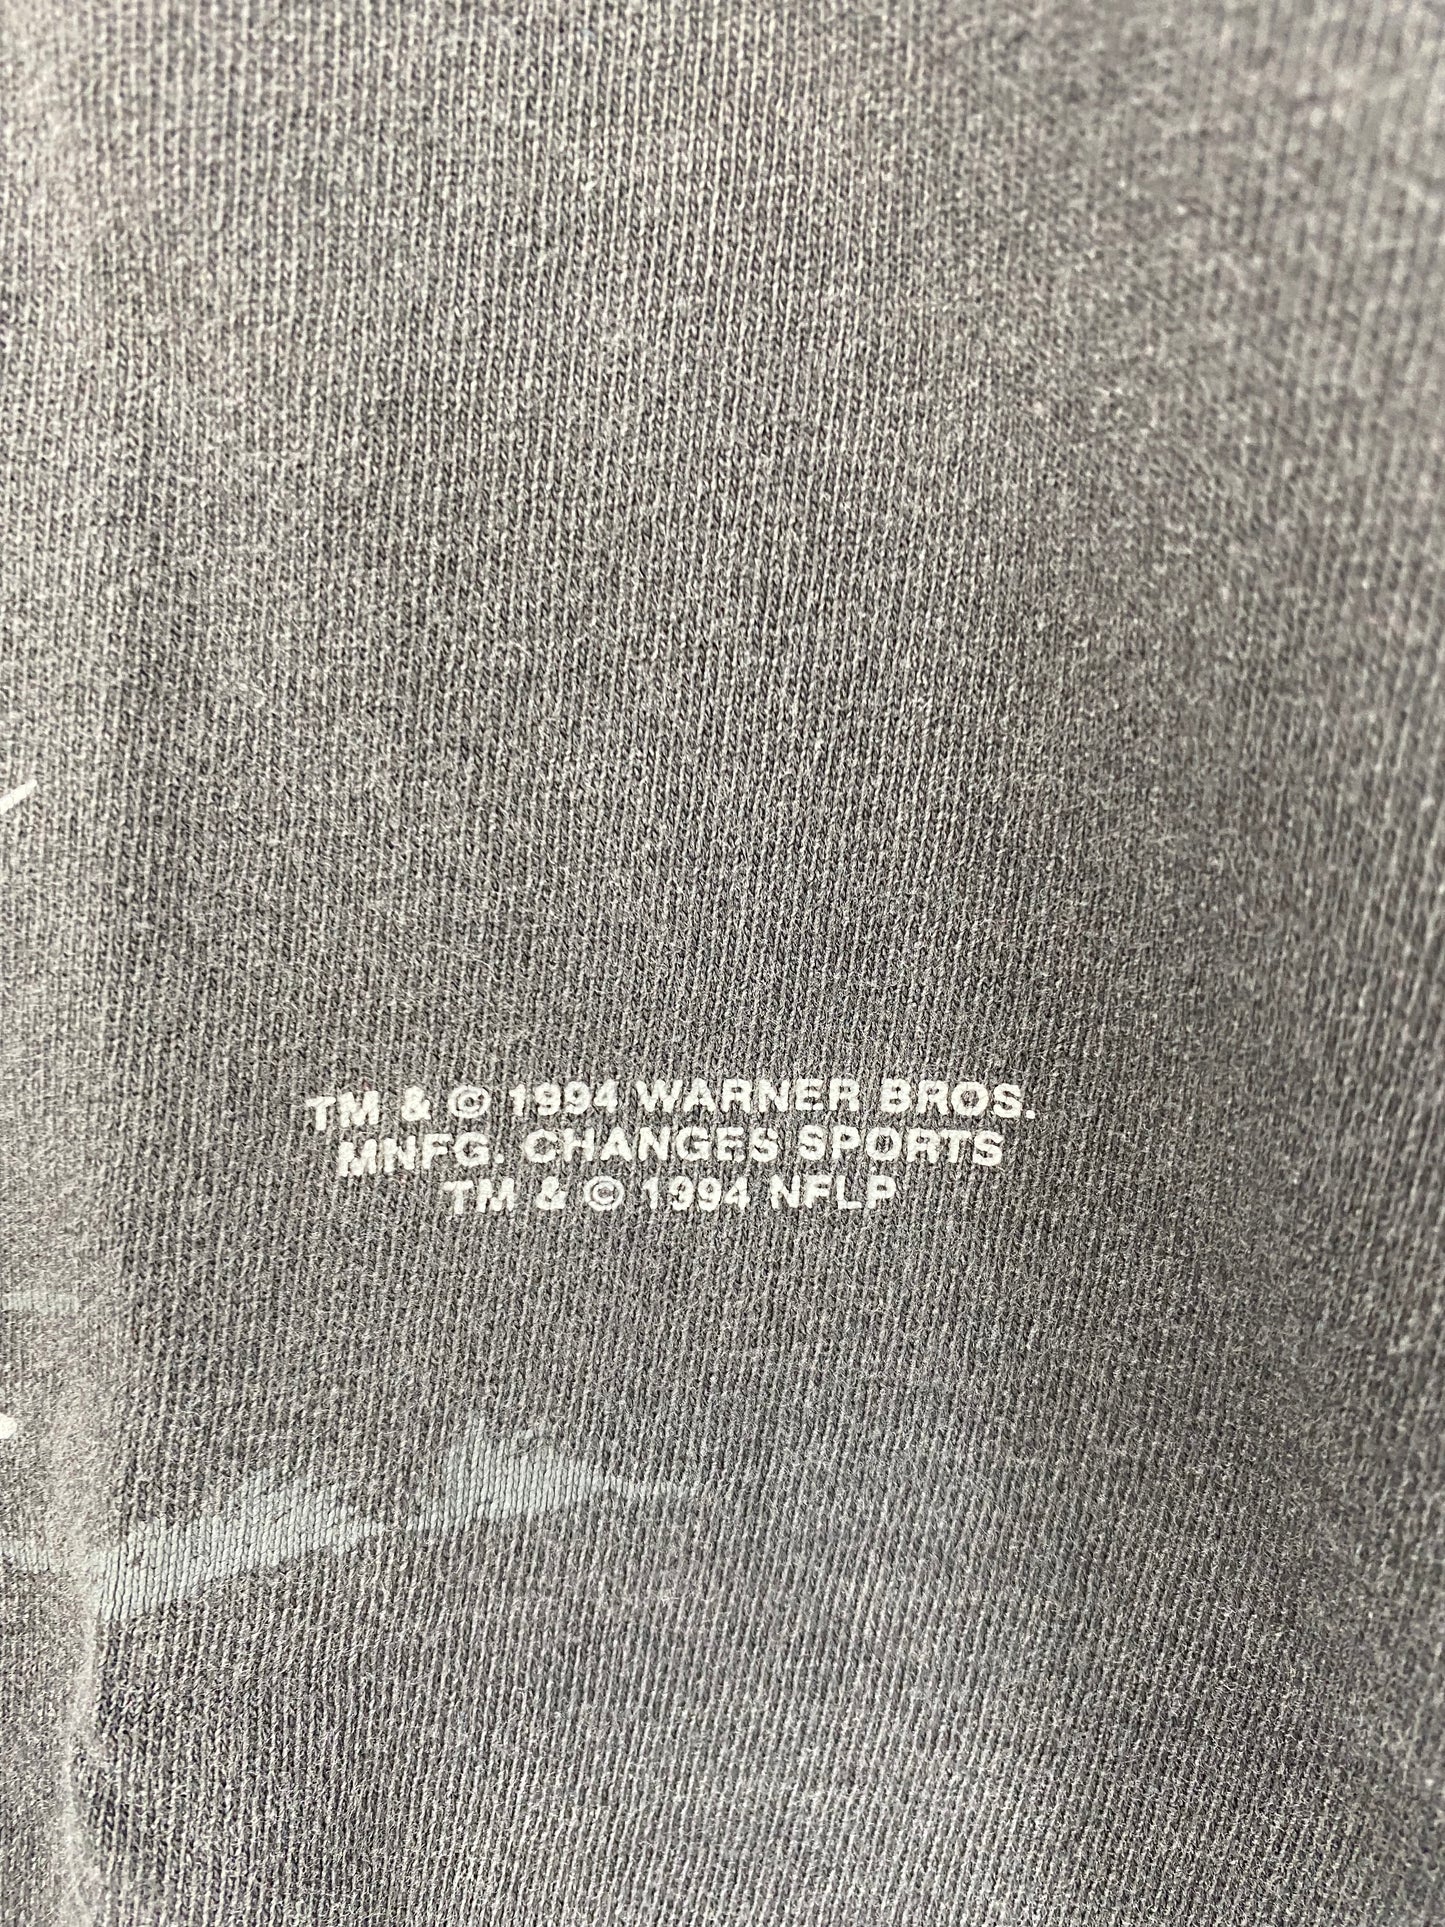 TM & © 1994 WARNER BROS.
MNFG. CHANGES SPORTS
TM & © 1994 NFLP